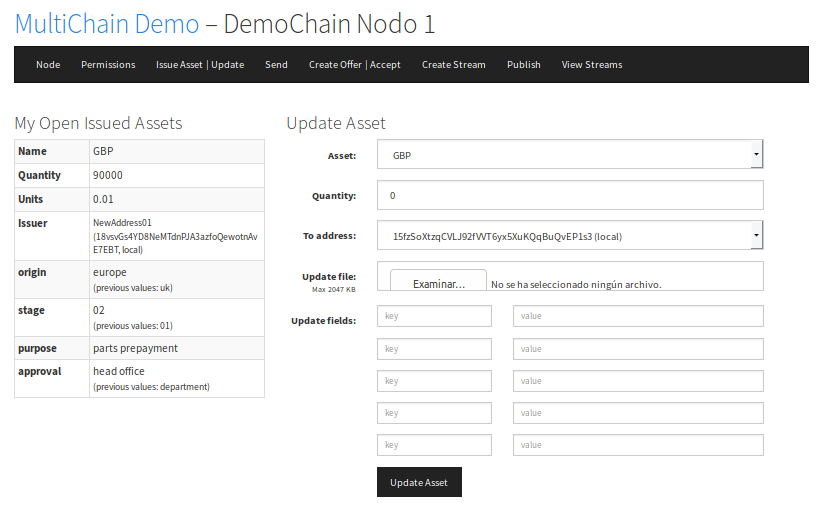 MultiChain Demo – DemoChain Nodo 1
Node Permissions Issue Asset | Update Send Create Offer | Accept Create Stream Publish View Streams
My Open Issued Assets
Name GBP
Quantity 90000
Units 0.01
Issuer NewAddress01
(18vsvGs4YD8NeMTdnPJA3azfoQewotnAv
E7EBT, local)
origin europe
(previous values: uk)
stage 02
(previous values: 01)
purpose parts prepayment
approval head office
(previous values: department)
Update Asset
Asset: GBP
Quantity: 0
To address: 15fzSoXtzqCVLJ92fVVT6yx5XuKQqBuQvEP1s3 (local)
Update file: Examinar... No se ha seleccionado ningún archivo.
Max 2047 KB
Update fields: key value
key value
key value
key value
key value
Update Asset